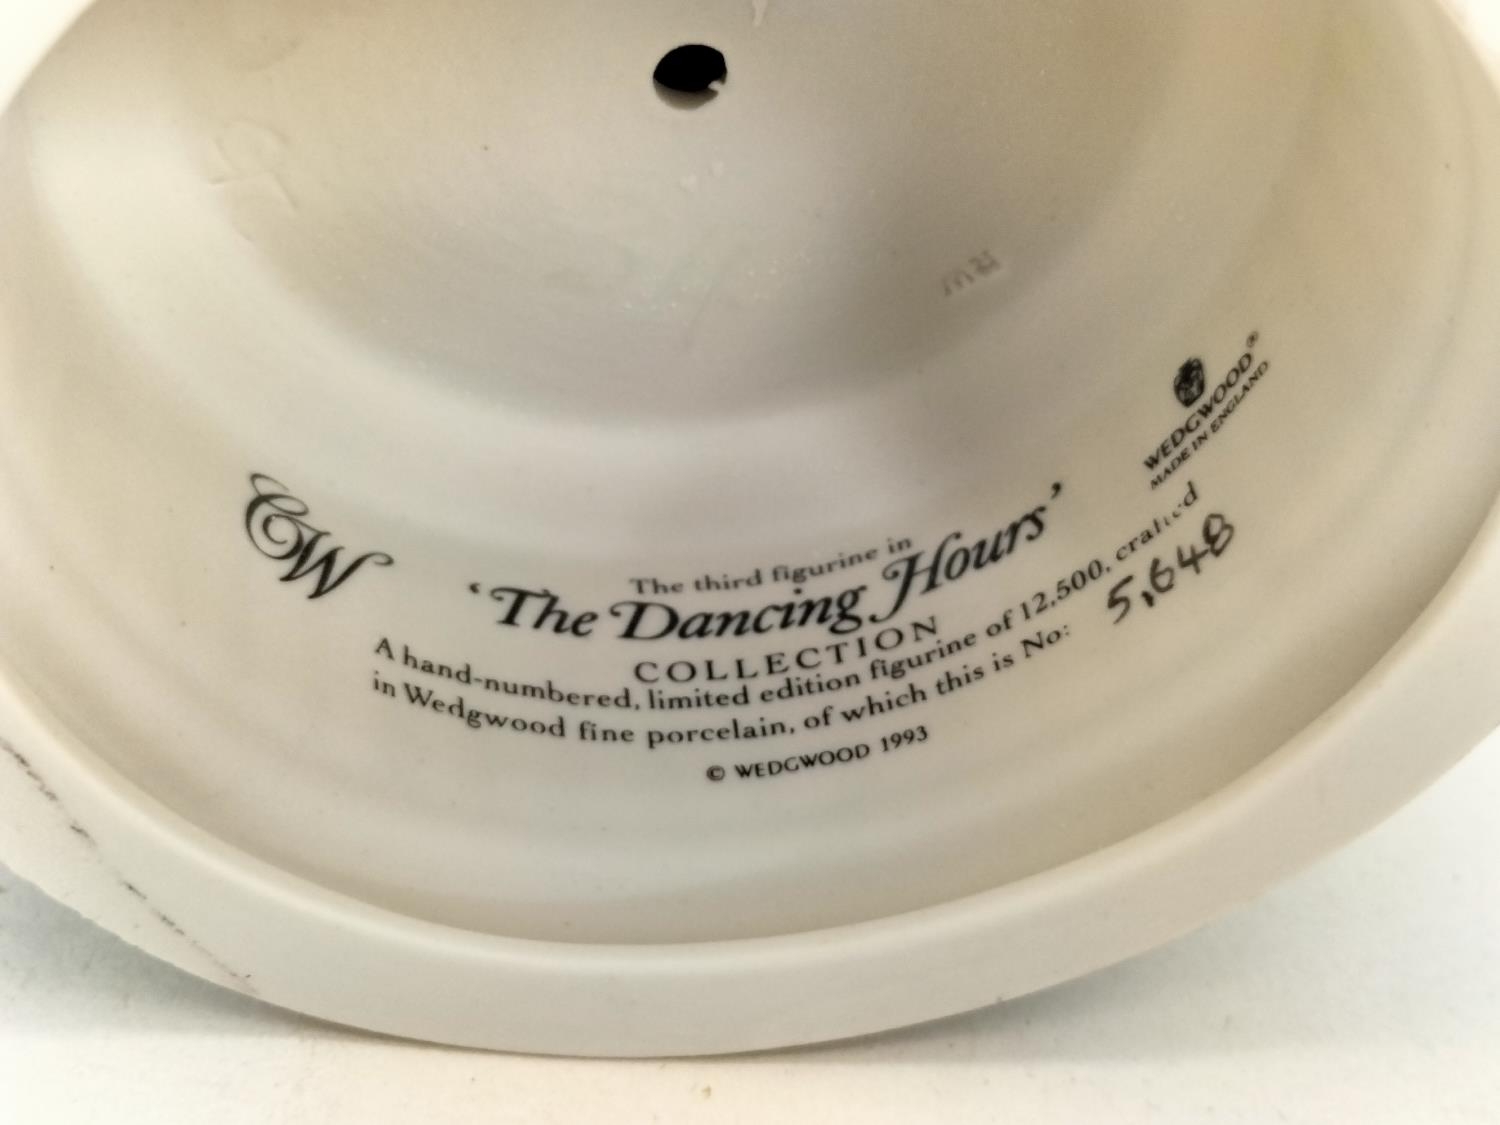 CW
The third figurine in
‘The Dancing Hours’
COLLECTION
A hand-numbered, limited edition figurine of 12,500, crafted
in Wedgwood fine porcelain, of which this is No: 5,648
© WEDGWOOD 1993
WEDGWOOD®
MADE IN ENGLAND